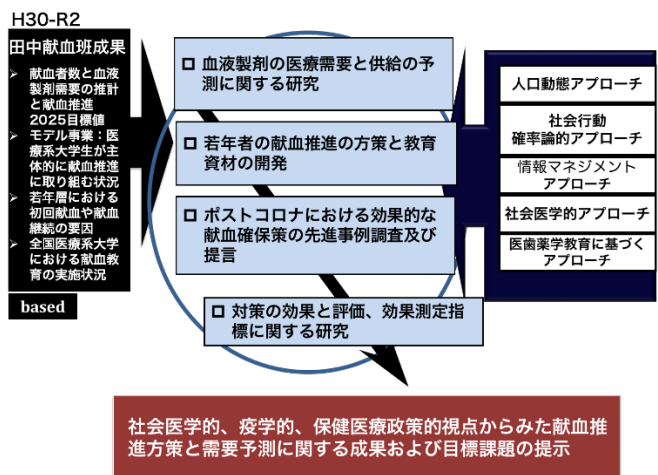 H30-R2
田中献血班成果
➢ 献血者数と血液
製剤需要の推計
と献血推進
2025目標値
➢ モデル事業：医
療系大学生が主
体的に献血推進
に取り組む状況
➢ 若年層における
初回献血や献血
継続の要因
➢ 全国医療系大学
における献血教
育の実施状況
based
□ 血液製剤の医療需要と供給の予
測に関する研究
□ 若年者の献血推進の方策と教育
資材の開発
□ ポストコロナにおける効果的な
献血確保策の先進事例調査及び
提言
□ 対策の効果と評価、効果測定指
標に関する研究
人口動態アプローチ
社会行動
確率論的アプローチ
情報マネジメント
アプローチ
社会医学的アプローチ
医歯薬学教育に基づく
アプローチ
社会医学的、疫学的、保健医療政策的視点からみた献血推
進方策と需要予測に関する成果および目標課題の提示